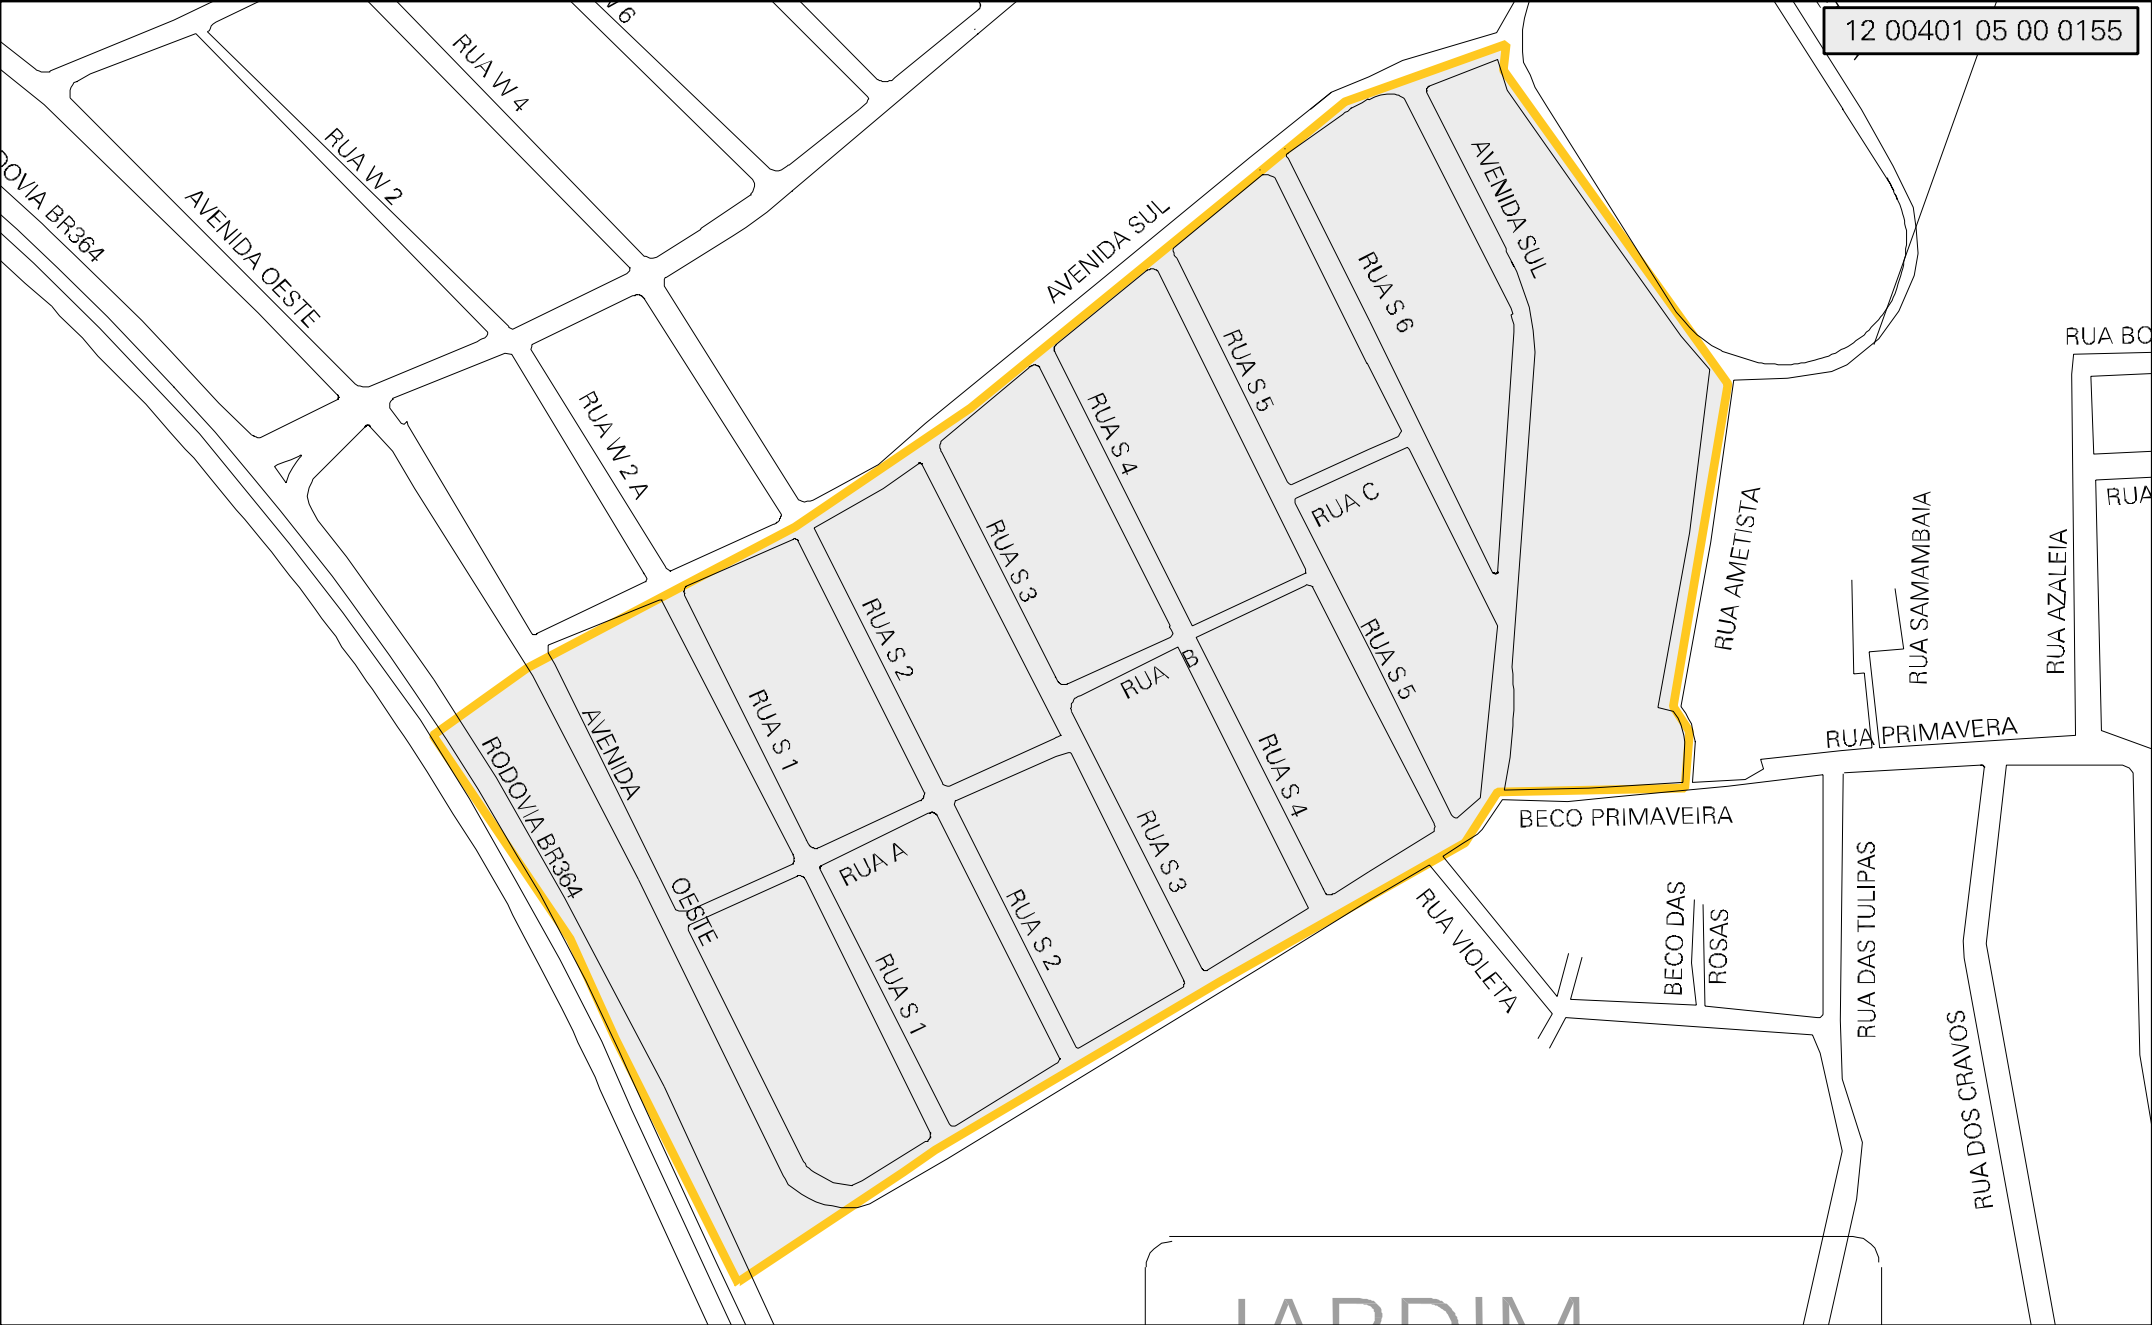 12 00401 05 00 0155
RUA W 4
RUA W 2
BR364
AVENIDA OESTE
AVENIDA SUL
AVENIDA SUL
RUA S 6
RUA BO
RUA S 5
RUA W 2 A
RUA S 4
RUA C
RUA
RUA S 3
RUA AMETISTA
RUA SAMAMBAIA
RUA AZALEIA
RUA S 2
RUA B
RUA S 5
RUA S 1
AVENIDA
OESTE
RODOVIA BR364
RUA S 4
RUA PRIMAVERA
BECO PRIMAVEIRA
RUA S 3
RUA A
RUA S 2
RUA S 1
RUA VIOLETA
BECO DAS
ROSAS
RUA DAS TULIPAS
RUA DOS CRAVOS
JARDIM